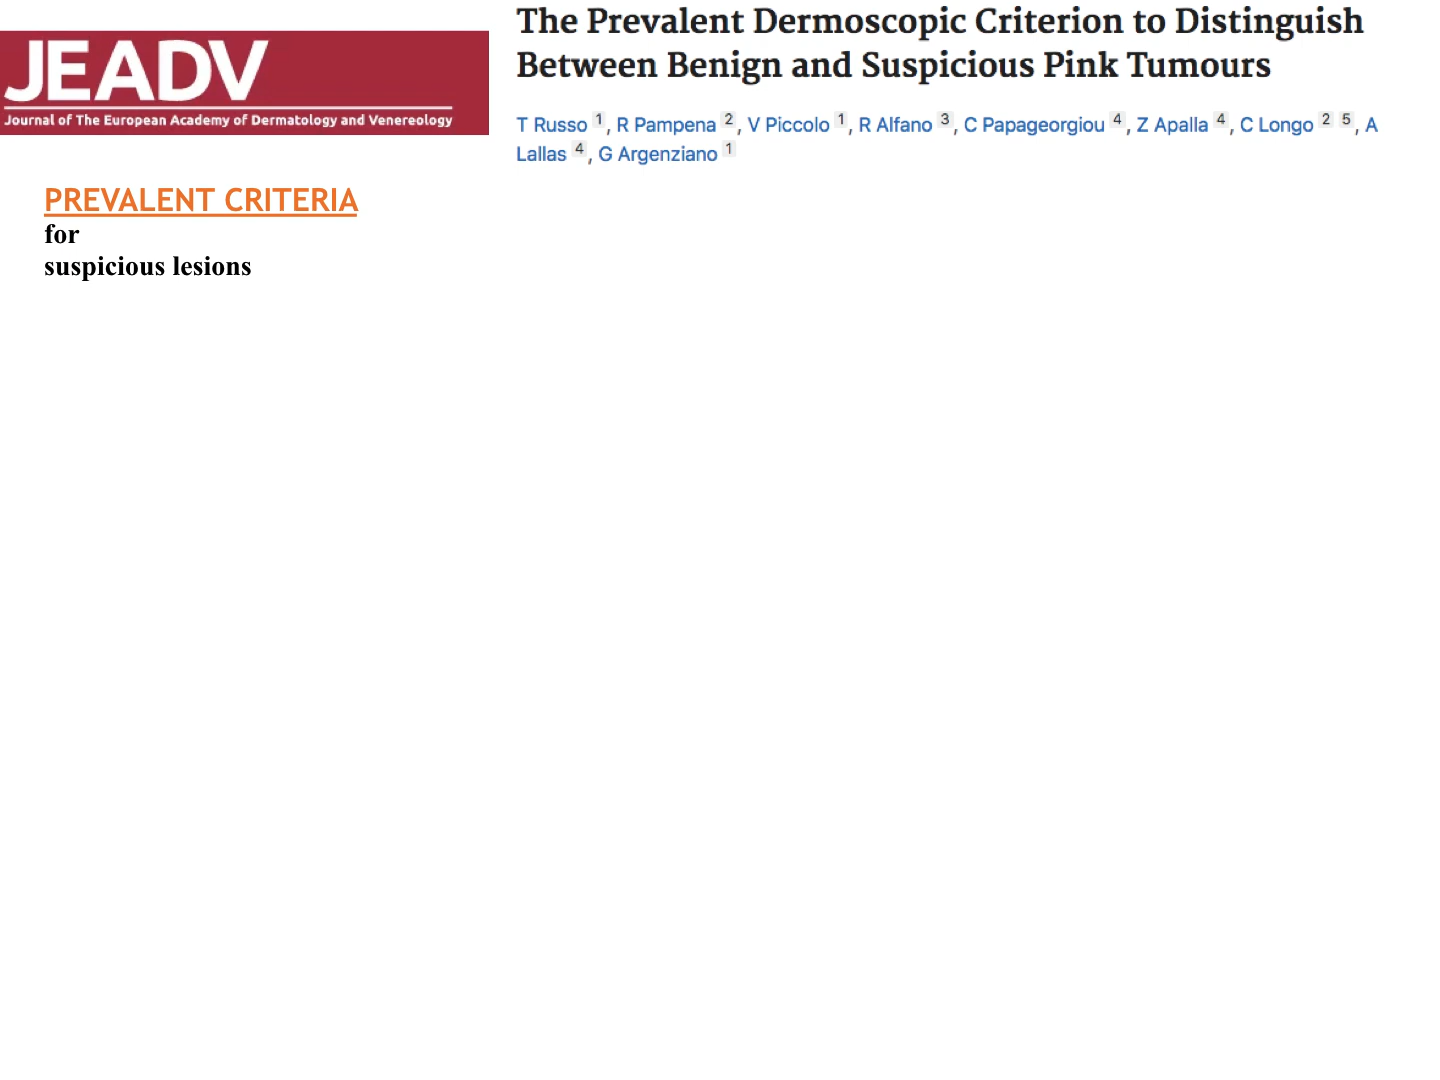 JEADV
Journal of The European Academy of Dermatology and Venereology
The Prevalent Dermoscopic Criterion to Distinguish
Between Benign and Suspicious Pink Tumours
T Russo 1, R Pampena 2, V Piccolo 1, R Alfano 3, C Papageorgiou 4, Z Apalla 4, C Longo 2 5, A
Lallas 4, G Argenziano 1
PREVALENT CRITERIA
for
suspicious lesions